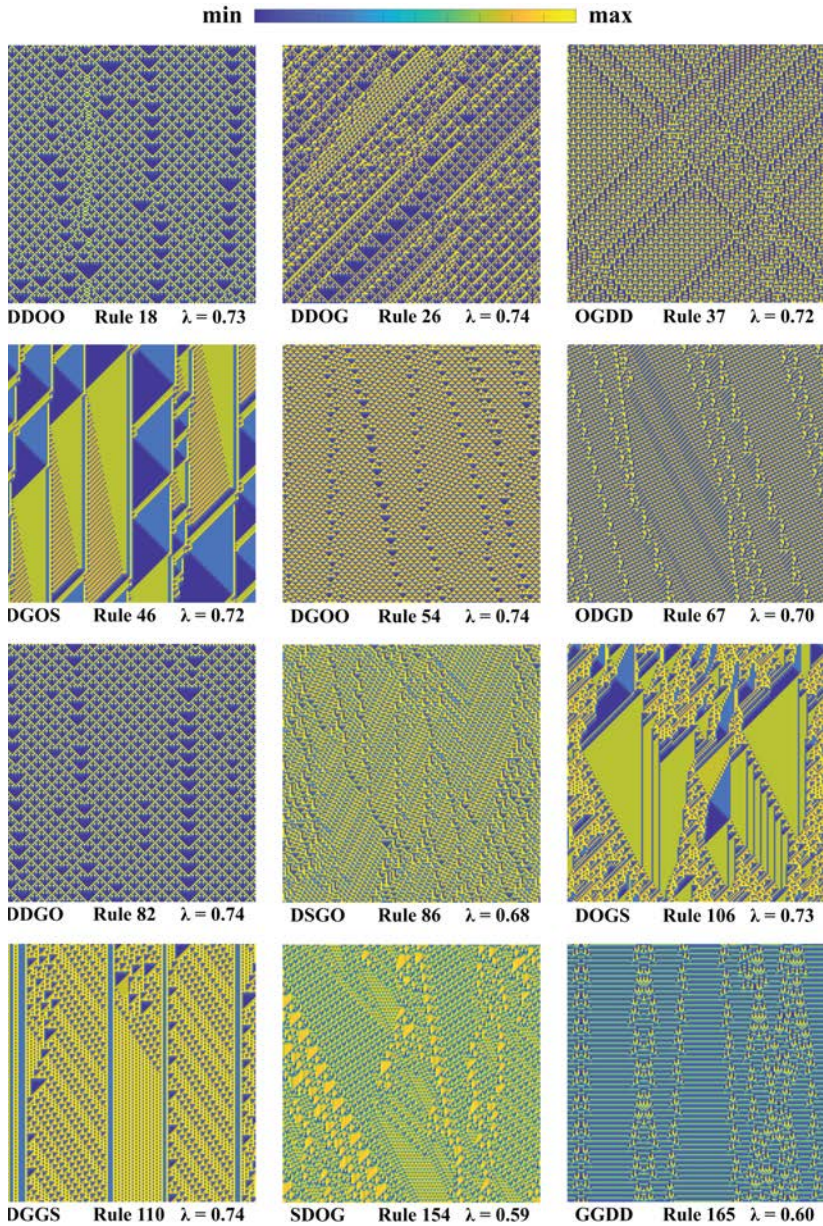 min max
DDOO Rule 18 λ = 0.73 DDOG Rule 26 λ = 0.74 OGDD Rule 37 λ = 0.72
DGOS Rule 46 λ = 0.72 DGOO Rule 54 λ = 0.74 ODGD Rule 67 λ = 0.70
DDGO Rule 82 λ = 0.74 DSGO Rule 86 λ = 0.68 DOGS Rule 106 λ = 0.73
DGGS Rule 110 λ = 0.74 SDOG Rule 154 λ = 0.59 GGDD Rule 165 λ = 0.60